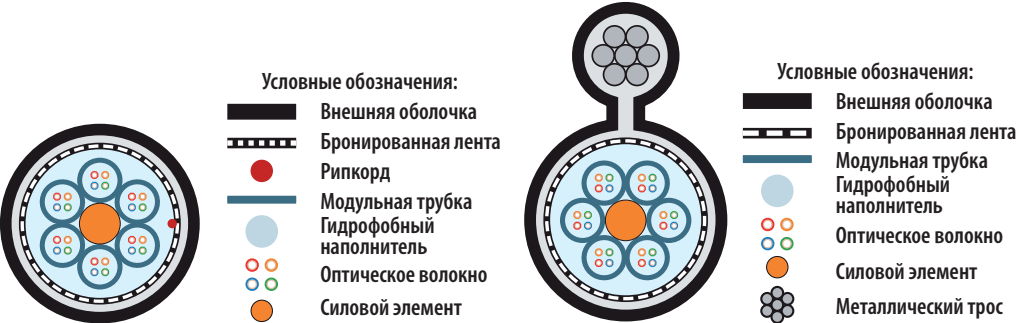 Условные обозначения:
Внешняя оболочка
Бронированная лента
Рипкорд
Модульная трубка
Гидрофобный
наполнитель
Оптическое волокно
Силовой элемент
Условные обозначения:
Внешняя оболочка
Бронированная лента
Модульная трубка
Гидрофобный
наполнитель
Оптическое волокно
Силовой элемент
Металлический трос